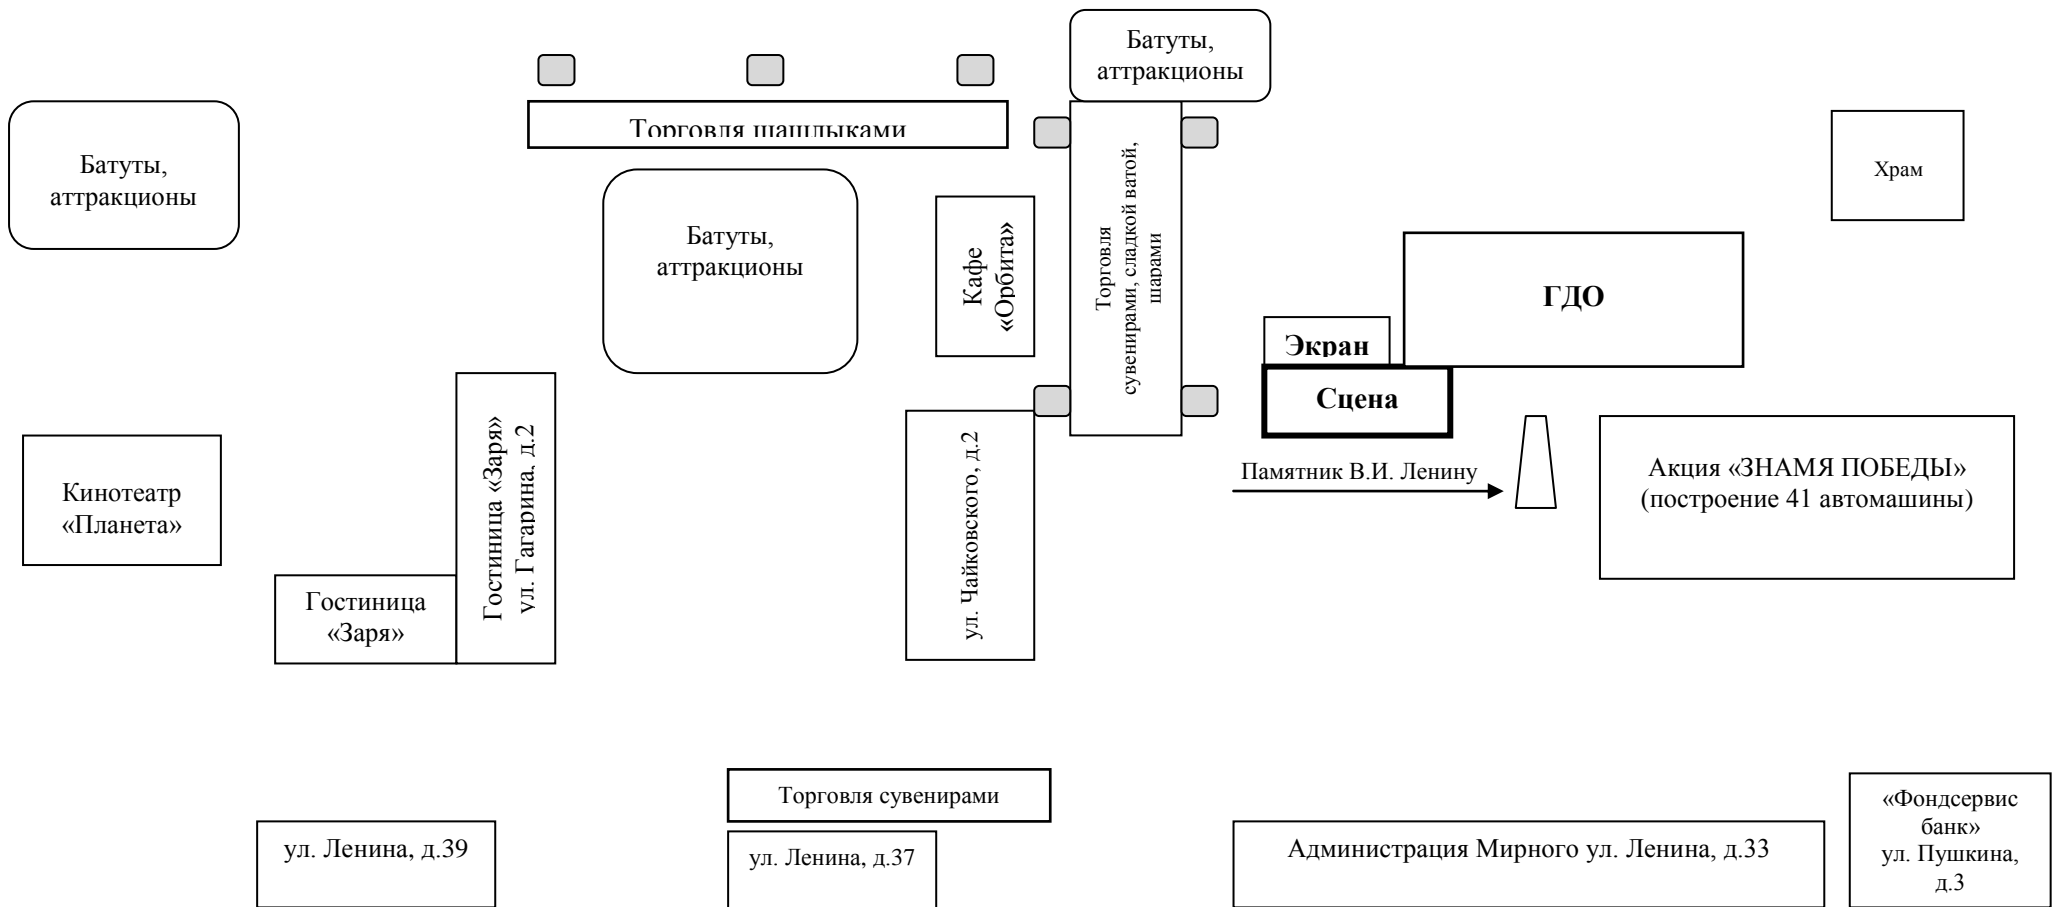 Батуты,
аттракционы
Торговля шашлыками
Батуты,
аттракционы
Батуты,
аттракционы
Кафе
«Орбита»
Торговля
сувенирами, сладкой ватой,
шарами
Храм
ГДО
Экран
Сцена
Памятник В.И. Ленину
Акция «ЗНАМЯ ПОБЕДЫ»
(построение 41 автомашины)
Кинотеатр
«Планета»
Гостиница «Заря»
ул. Гагарина, д.2
Гостиница
«Заря»
ул. Чайковского, д.2
Торговля сувенирами
ул. Ленина, д.39
ул. Ленина, д.37
Администрация Мирного ул. Ленина, д.33
«Фондсервис
банк»
ул. Пушкина,
д.3